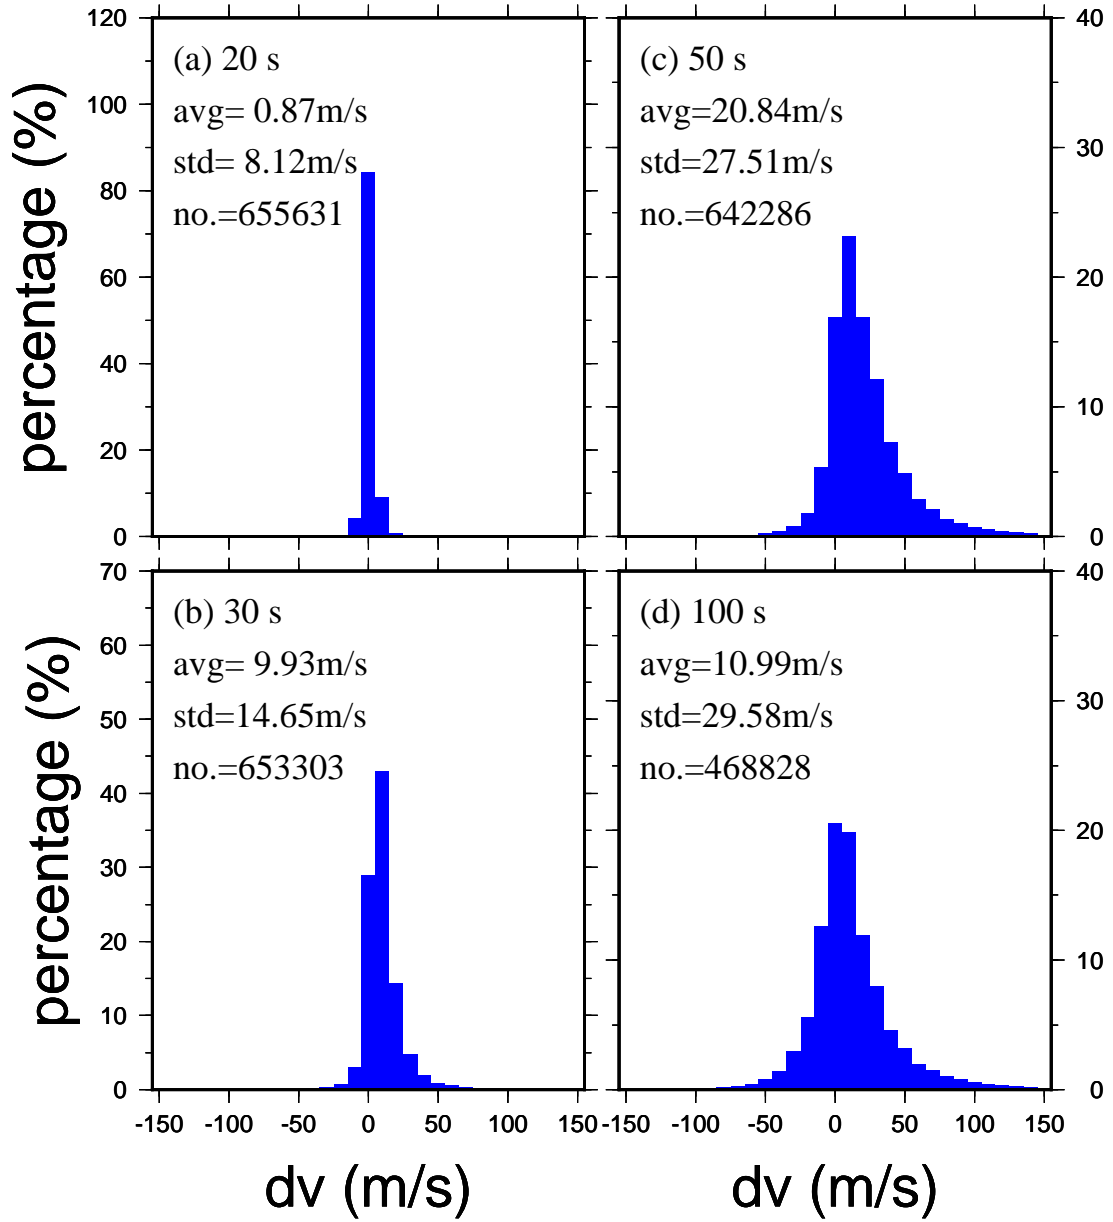 percentage (%)
120
100
80
60
40
20
0
(a) 20 s
avg= 0.87m/s
std= 8.12m/s
no.=655631
(c) 50 s
avg=20.84m/s
std=27.51m/s
no.=642286
40
30
20
10
0
percentage (%)
70
60
50
40
30
20
10
0
(b) 30 s
avg= 9.93m/s
std=14.65m/s
no.=653303
(d) 100 s
avg=10.99m/s
std=29.58m/s
no.=468828
40
30
20
10
0
-150 -100 -50 0 50 100 150
-150 -100 -50 0 50 100 150
dv (m/s)
dv (m/s)